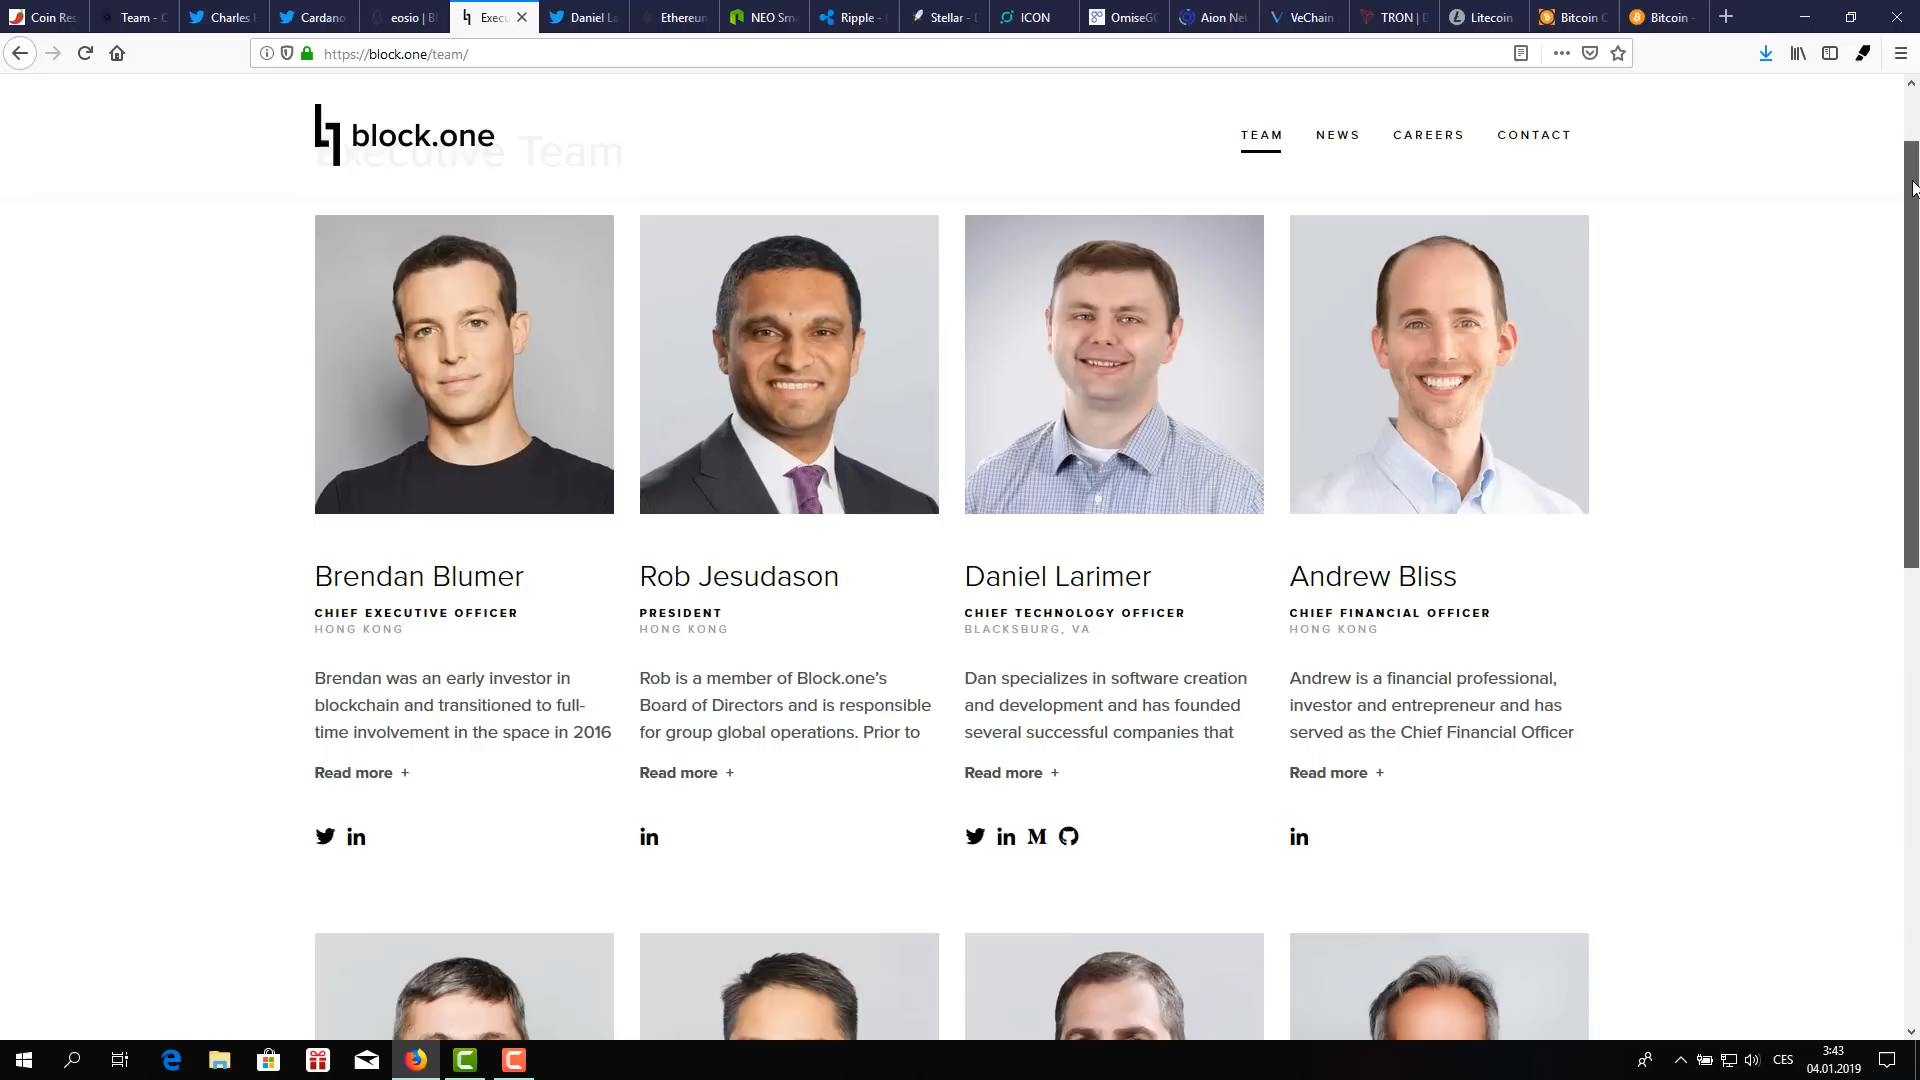 Coin Res
Team - C
Charles
Cardano
eosio | Bl
Execu
Daniel La
Ethereum
NEO Sma
Ripple -
Stellar - D
ICON
OmiseGO
Aion Net
VeChain
TRON | D
Litecoin
Bitcoin C
Bitcoin -
https://block.one/team/
block.one
Executive Team
TEAM
NEWS
CAREERS
CONTACT
Brendan Blumer
CHIEF EXECUTIVE OFFICER
HONG KONG
Brendan was an early investor in
blockchain and transitioned to full-
time involvement in the space in 2016
Read more +
Rob Jesudason
PRESIDENT
HONG KONG
Rob is a member of Block.one’s
Board of Directors and is responsible
for group global operations. Prior to
Read more +
Daniel Larimer
CHIEF TECHNOLOGY OFFICER
BLACKSBURG, VA
Dan specializes in software creation
and development and has founded
several successful companies that
Read more +
Andrew Bliss
CHIEF FINANCIAL OFFICER
HONG KONG
Andrew is a financial professional,
investor and entrepreneur and has
served as the Chief Financial Officer
Read more +
CES
3:43
04.01.2019